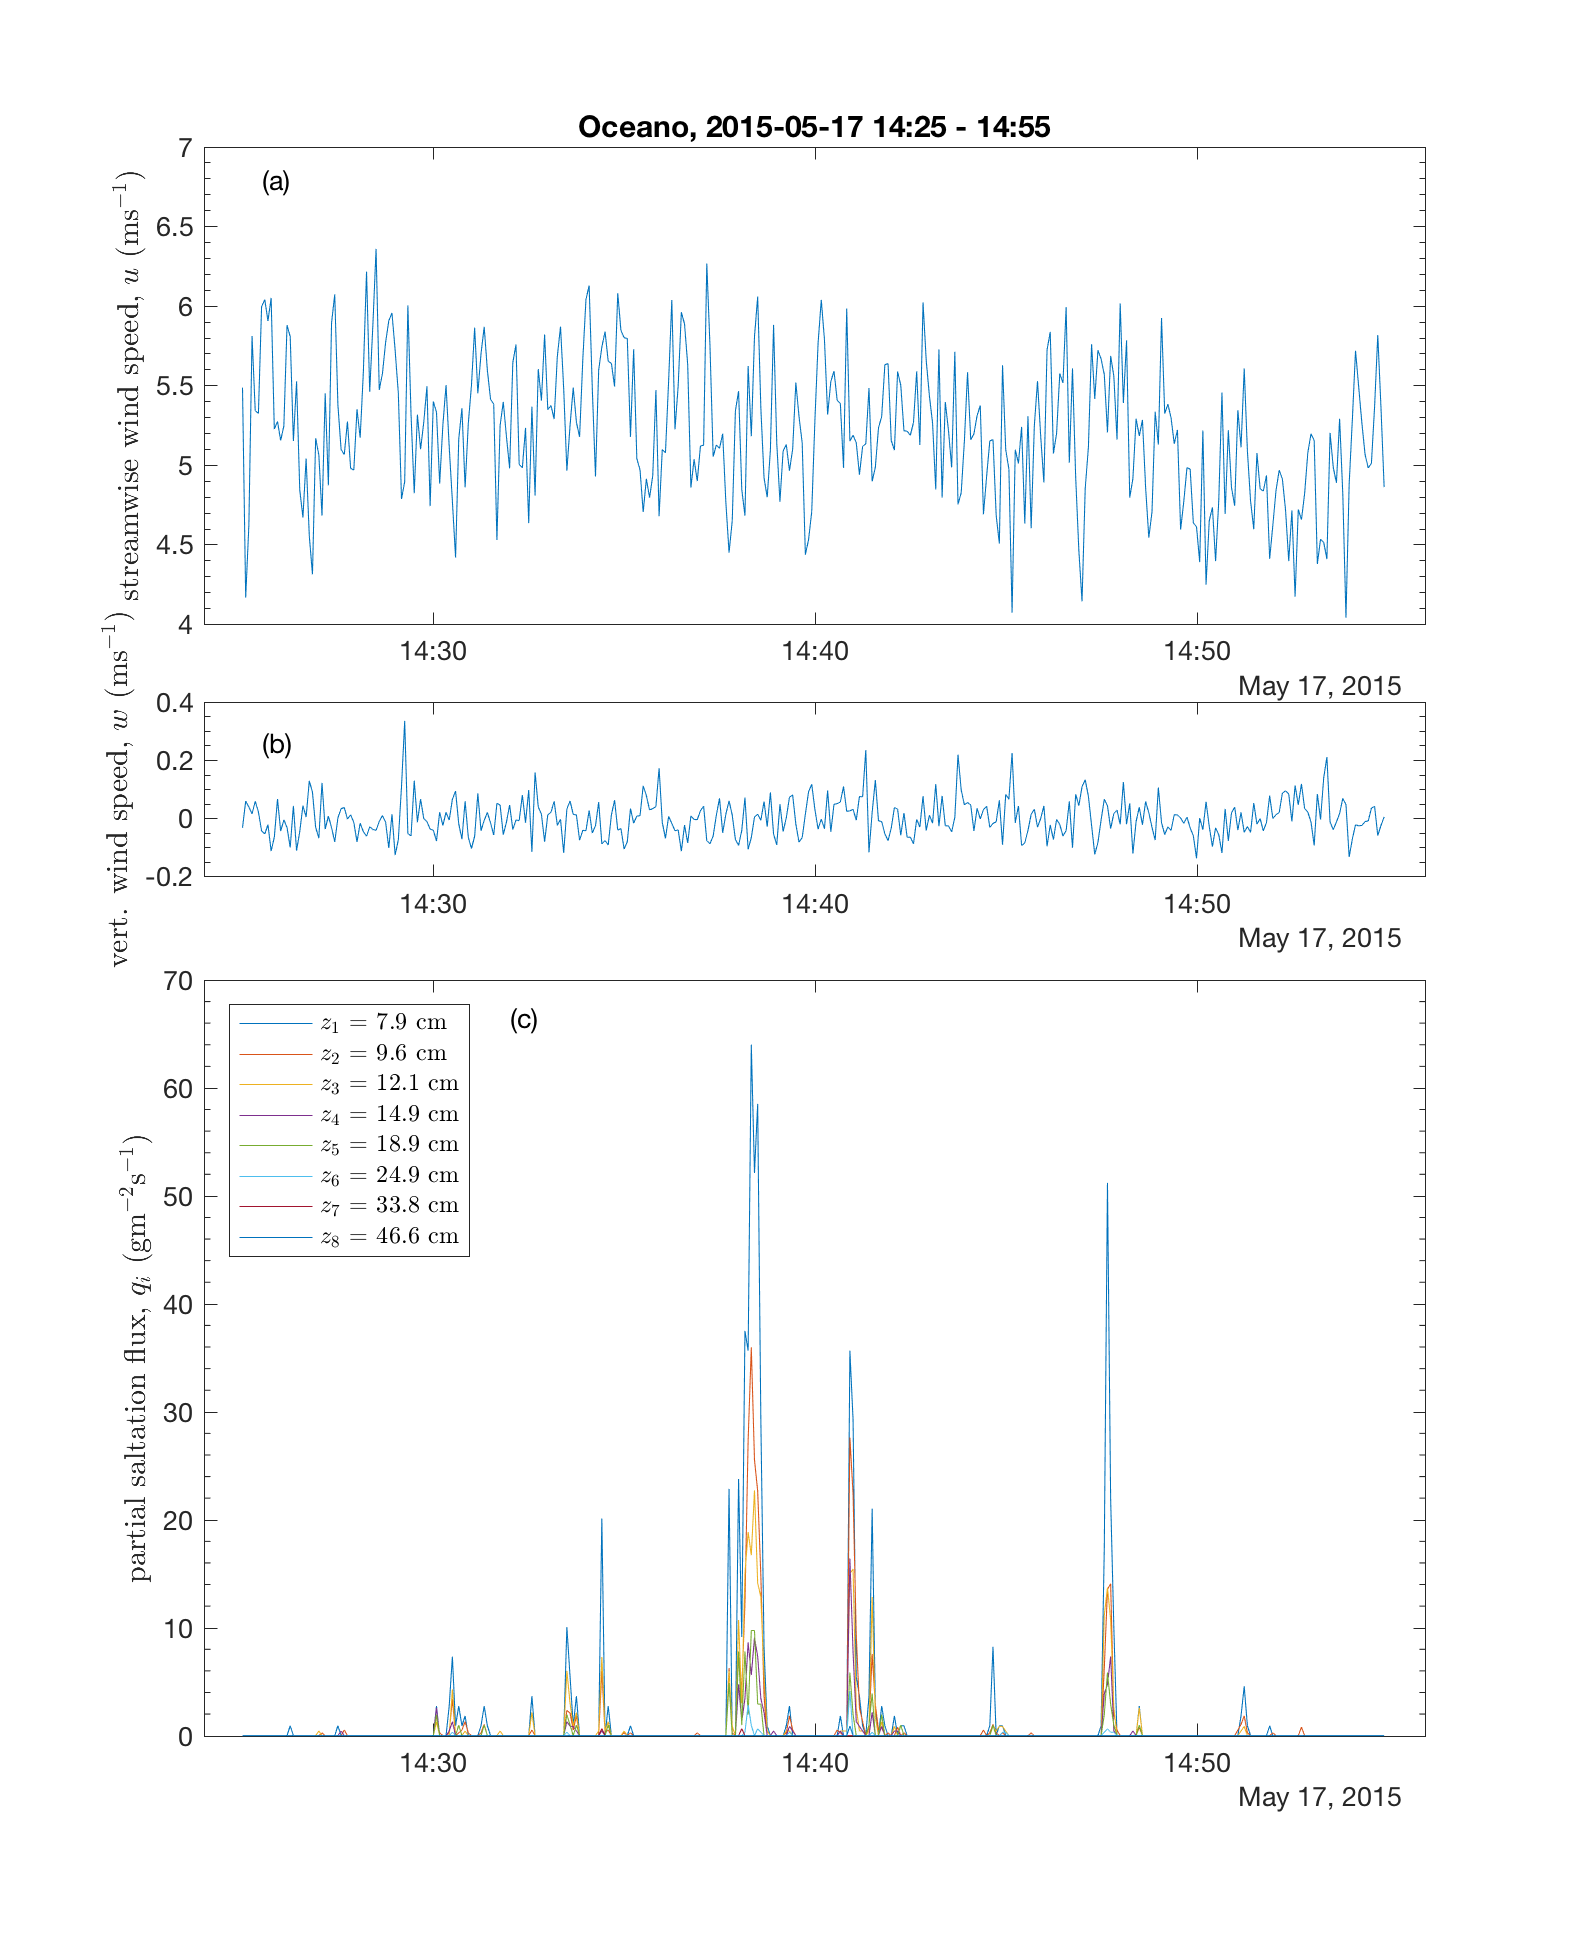 Oceano, 2015-05-17 14:25 - 14:55
(a)
streamwise wind speed, u (ms⁻¹)
7
6.5
6
5.5
5
4.5
4
14:30 14:40 14:50
May 17, 2015
(b)
vert. wind speed, w (ms⁻¹)
0.4
0.2
0
-0.2
14:30 14:40 14:50
May 17, 2015
(c)
partial saltation flux, qᵢ (gm⁻²s⁻¹)
70
60
50
40
30
20
10
0
z₁ = 7.9 cm
z₂ = 9.6 cm
z₃ = 12.1 cm
z₄ = 14.9 cm
z₅ = 18.9 cm
z₆ = 24.9 cm
z₇ = 33.8 cm
z₈ = 46.6 cm
14:30 14:40 14:50
May 17, 2015